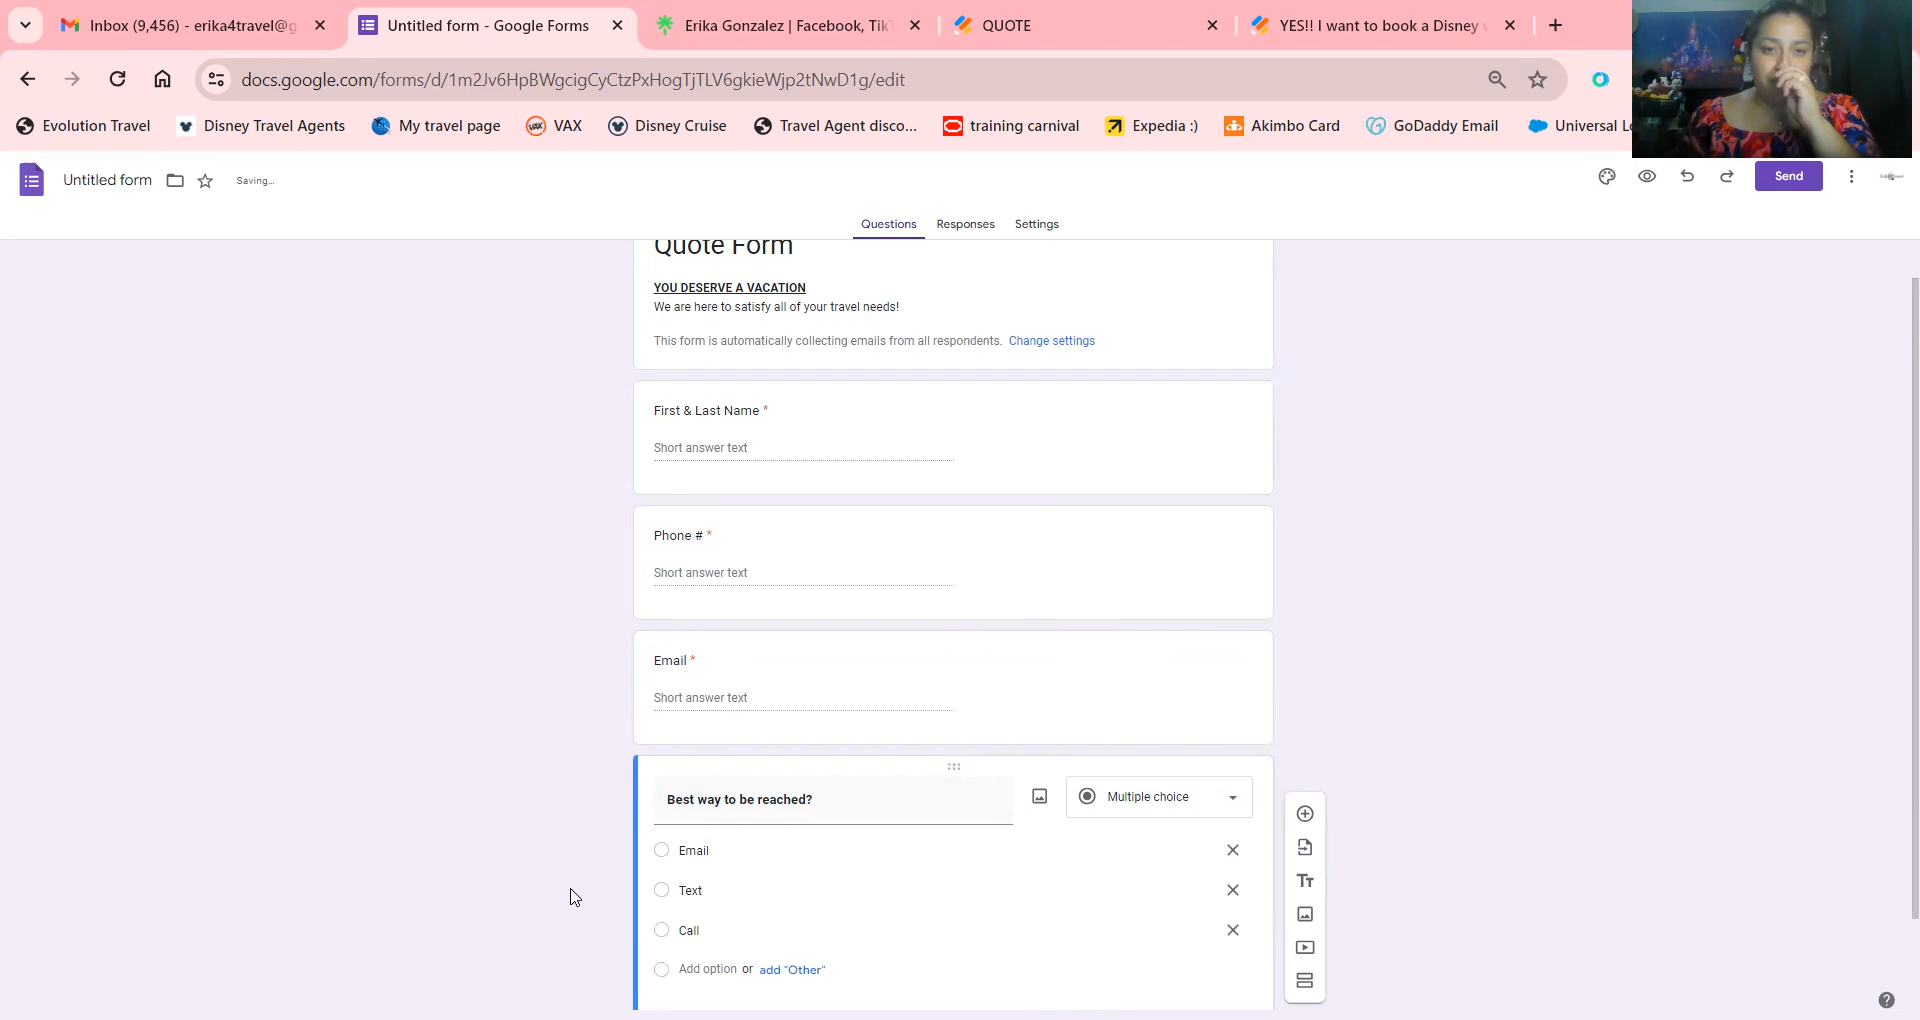 Inbox (9,456) - erika4travel@g
Untitled form - Google Forms
Erika Gonzalez | Facebook, TikT
QUOTE
YES!! I want to book a Disney
docs.google.com/forms/d/1m2Jv6HpBWgcigCyCtzPxHogTjTLV6gkieWjp2tNwD1g/edit
Evolution Travel
Disney Travel Agents
My travel page
VAX
Disney Cruise
Travel Agent disco...
training carnival
Expedia :)
Akimbo Card
GoDaddy Email
Universal Lo
Untitled form
Saving...
Send
Questions
Responses
Settings
Quote Form
YOU DESERVE A VACATION
We are here to satisfy all of your travel needs!
This form is automatically collecting emails from all respondents. Change settings
First & Last Name *
Short answer text
Phone # *
Short answer text
Email *
Short answer text
Best way to be reached?
Multiple choice
Email
Text
Call
Add option or add "Other"